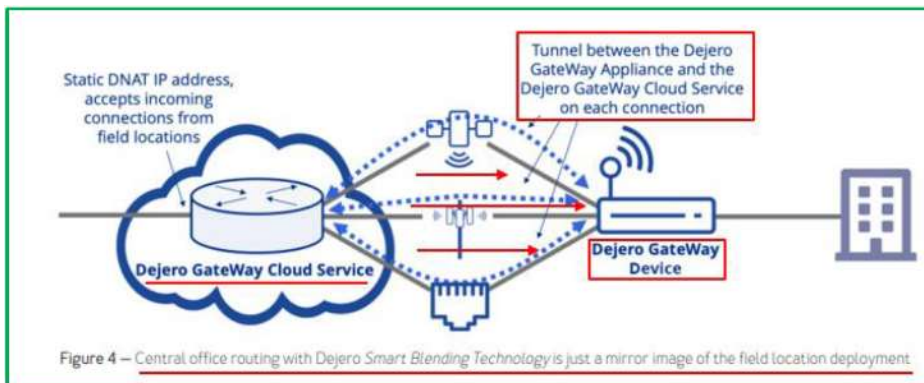 Static DNAT IP address,
accepts incoming
connections from
field locations
Tunnel between the Dejero
GateWay Appliance and the
Dejero GateWay Cloud Service
on each connection
Dejero GateWay Cloud Service
Dejero GateWay
Device
Figure 4 — Central office routing with Dejero Smart Blending Technology is just a mirror image of the field location deployment